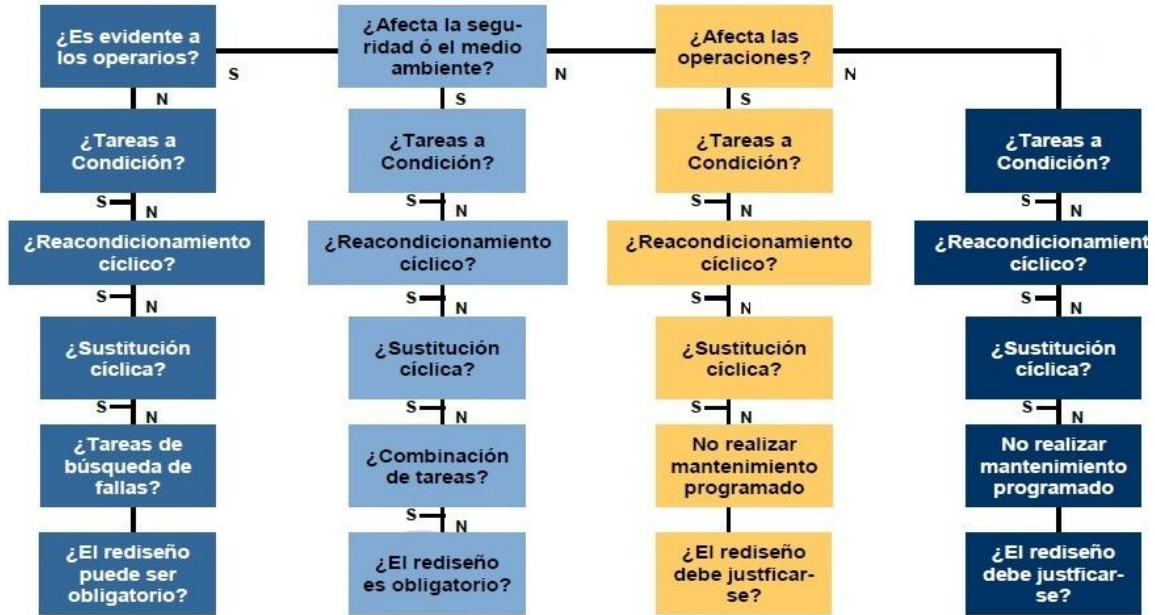 ¿Es evidente a
los operarios?
S
N
¿Afecta la segu-
ridad ó el medio
ambiente?
N
S
¿Afecta las
operaciones?
N
S
¿Tareas a
Condición?
S
N
¿Tareas a
Condición?
S
N
¿Tareas a
Condición?
S
N
¿Tareas a
Condición?
S
N
¿Reacondicionamiento
cíclico?
S
N
¿Reacondicionamiento
cíclico?
S
N
¿Reacondicionamiento
cíclico?
S
N
¿Reacondicionamient
cíclico?
S
N
¿Sustitución
cíclica?
S
N
¿Sustitución
cíclica?
S
N
¿Sustitución
cíclica?
S
N
¿Sustitución
cíclica?
S
N
¿Tareas de
búsqueda de
fallas?
¿Combinación
de tareas?
S
N
No realizar
mantenimiento
programado
No realizar
mantenimiento
programado
¿El rediseño
puede ser
obligatorio?
¿El rediseño
es obligatorio?
¿El rediseño
debe justficar-
se?
¿El rediseño
debe justficar-
se?